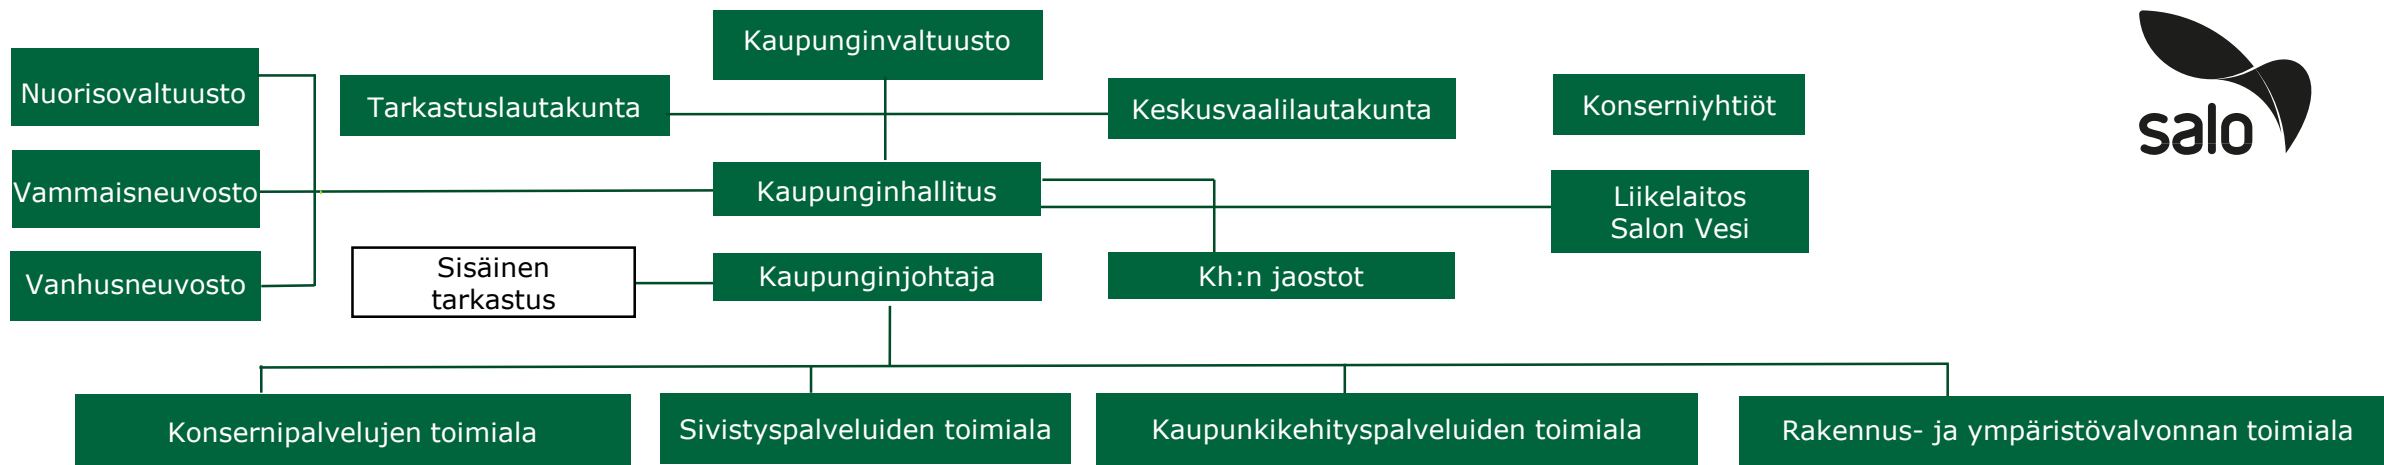 Kaupunginvaltuusto
Nuorisovaltuusto
Tarkastuslautakunta
Keskusvaalilautakunta
Konserniyhtiöt
salo
Vammaisneuvosto
Kaupunginhallitus
Liikelaitos
Salon Vesi
Vanhusneuvosto
Sisäinen
tarkastus
Kaupunginjohtaja
Kh:n jaostot
Konsernipalvelujen toimiala
Sivistyspalveluiden toimiala
Kaupunkikehityspalveluiden toimiala
Rakennus- ja ympäristövalvonnan toimiala